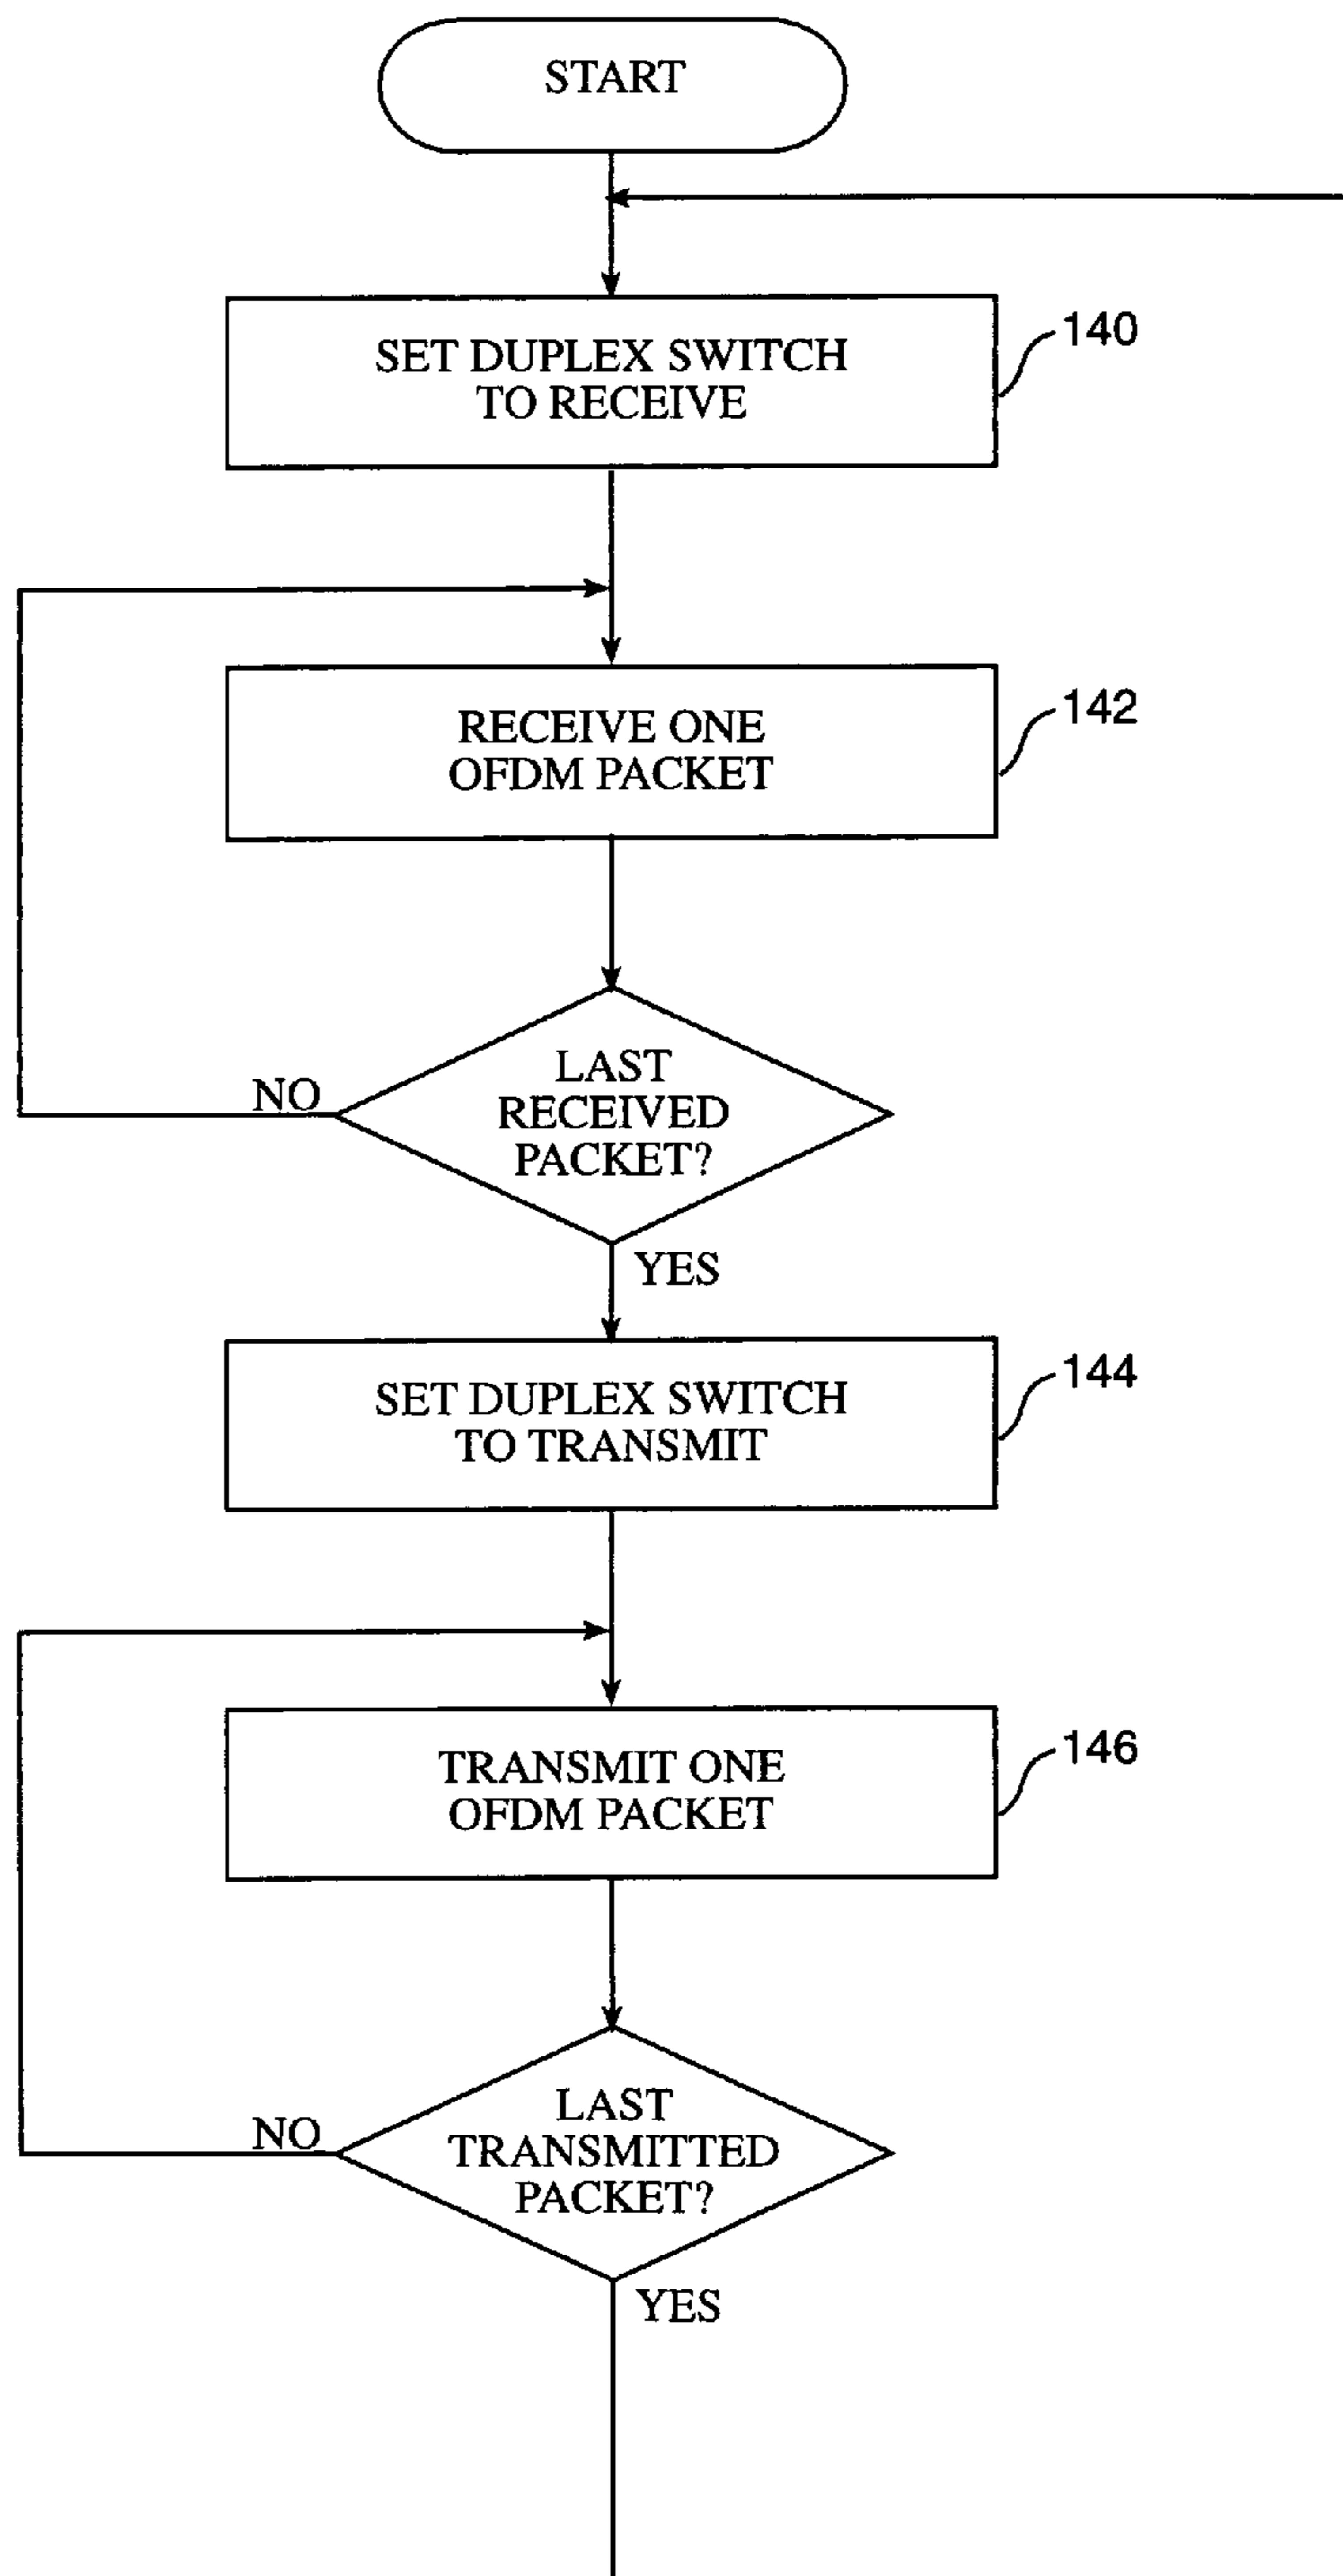 START
SET DUPLEX SWITCH
TO RECEIVE
140
RECEIVE ONE
OFDM PACKET
142
LAST
RECEIVED
PACKET?
NO
YES
SET DUPLEX SWITCH
TO TRANSMIT
144
TRANSMIT ONE
OFDM PACKET
146
LAST
TRANSMITTED
PACKET?
NO
YES